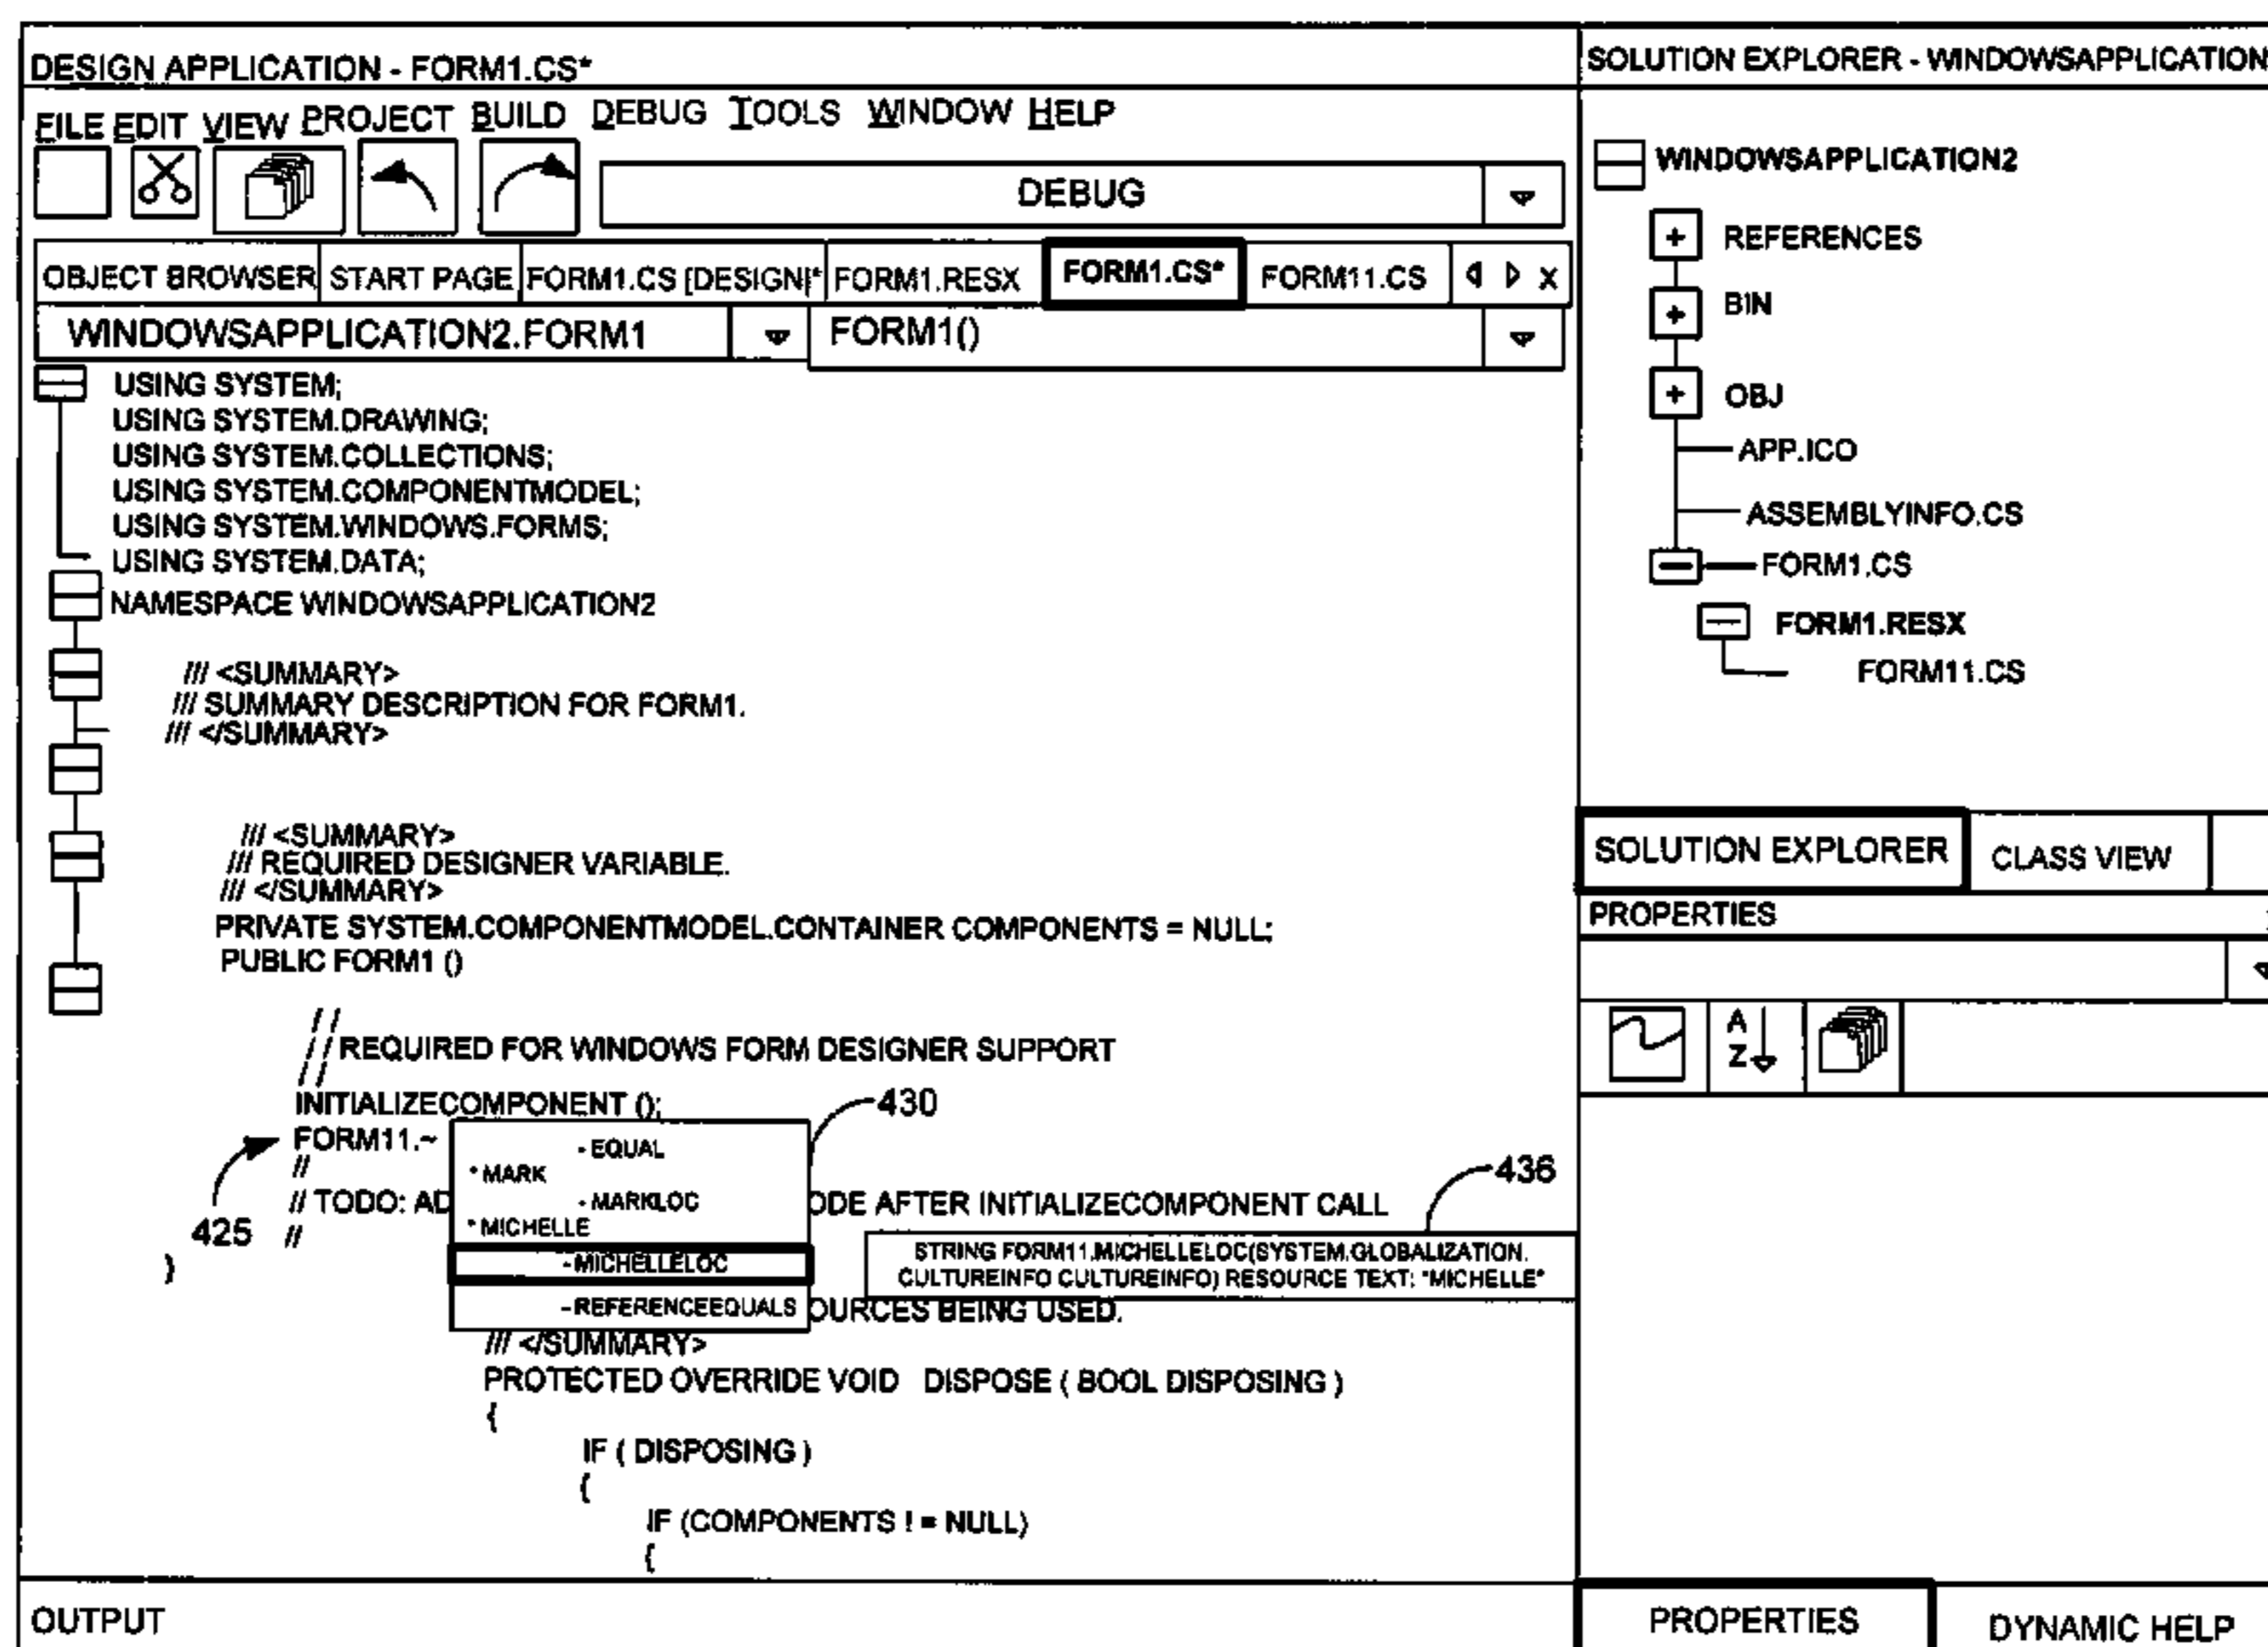 DESIGN APPLICATION - FORM1.CS*
FILE EDIT VIEW PROJECT BUILD DEBUG TOOLS WINDOW HELP
DEBUG
OBJECT BROWSER START PAGE FORM1.CS [DESIGN]* FORM1.RESX FORM1.CS* FORM11.CS X
WINDOWSAPPLICATION2.FORM1 FORM1()
USING SYSTEM;
USING SYSTEM.DRAWING;
USING SYSTEM.COLLECTIONS;
USING SYSTEM.COMPONENTMODEL;
USING SYSTEM.WINDOWS.FORMS;
USING SYSTEM.DATA;
NAMESPACE WINDOWSAPPLICATION2
/// <SUMMARY>
/// SUMMARY DESCRIPTION FOR FORM1.
/// </SUMMARY>
/// <SUMMARY>
/// REQUIRED DESIGNER VARIABLE.
/// </SUMMARY>
PRIVATE SYSTEM.COMPONENTMODEL.CONTAINER COMPONENTS = NULL;
PUBLIC FORM1 ()
//
// REQUIRED FOR WINDOWS FORM DESIGNER SUPPORT
//
INITIALIZECOMPONENT ();
430
FORM11.~
- EQUAL
* MARK
- MARKLOC
* MICHELLE
- MICHELLELOC
- REFERENCEEQUALS
//
// TODO: AD ODE AFTER INITIALIZECOMPONENT CALL
//
425
}
436
STRING FORM11.MICHELLELOC(SYSTEM.GLOBALIZATION.
CULTUREINFO CULTUREINFO) RESOURCE TEXT: "MICHELLE"
OURCES BEING USED.
/// </SUMMARY>
PROTECTED OVERRIDE VOID DISPOSE ( BOOL DISPOSING )
{
IF ( DISPOSING )
{
IF (COMPONENTS ! = NULL)
{
OUTPUT
SOLUTION EXPLORER - WINDOWSAPPLICATION
WINDOWSAPPLICATION2
+ REFERENCES
+ BIN
+ OBJ
APP.ICO
ASSEMBLYINFO.CS
FORM1.CS
FORM1.RESX
FORM11.CS
SOLUTION EXPLORER CLASS VIEW
PROPERTIES
A
Z
PROPERTIES DYNAMIC HELP